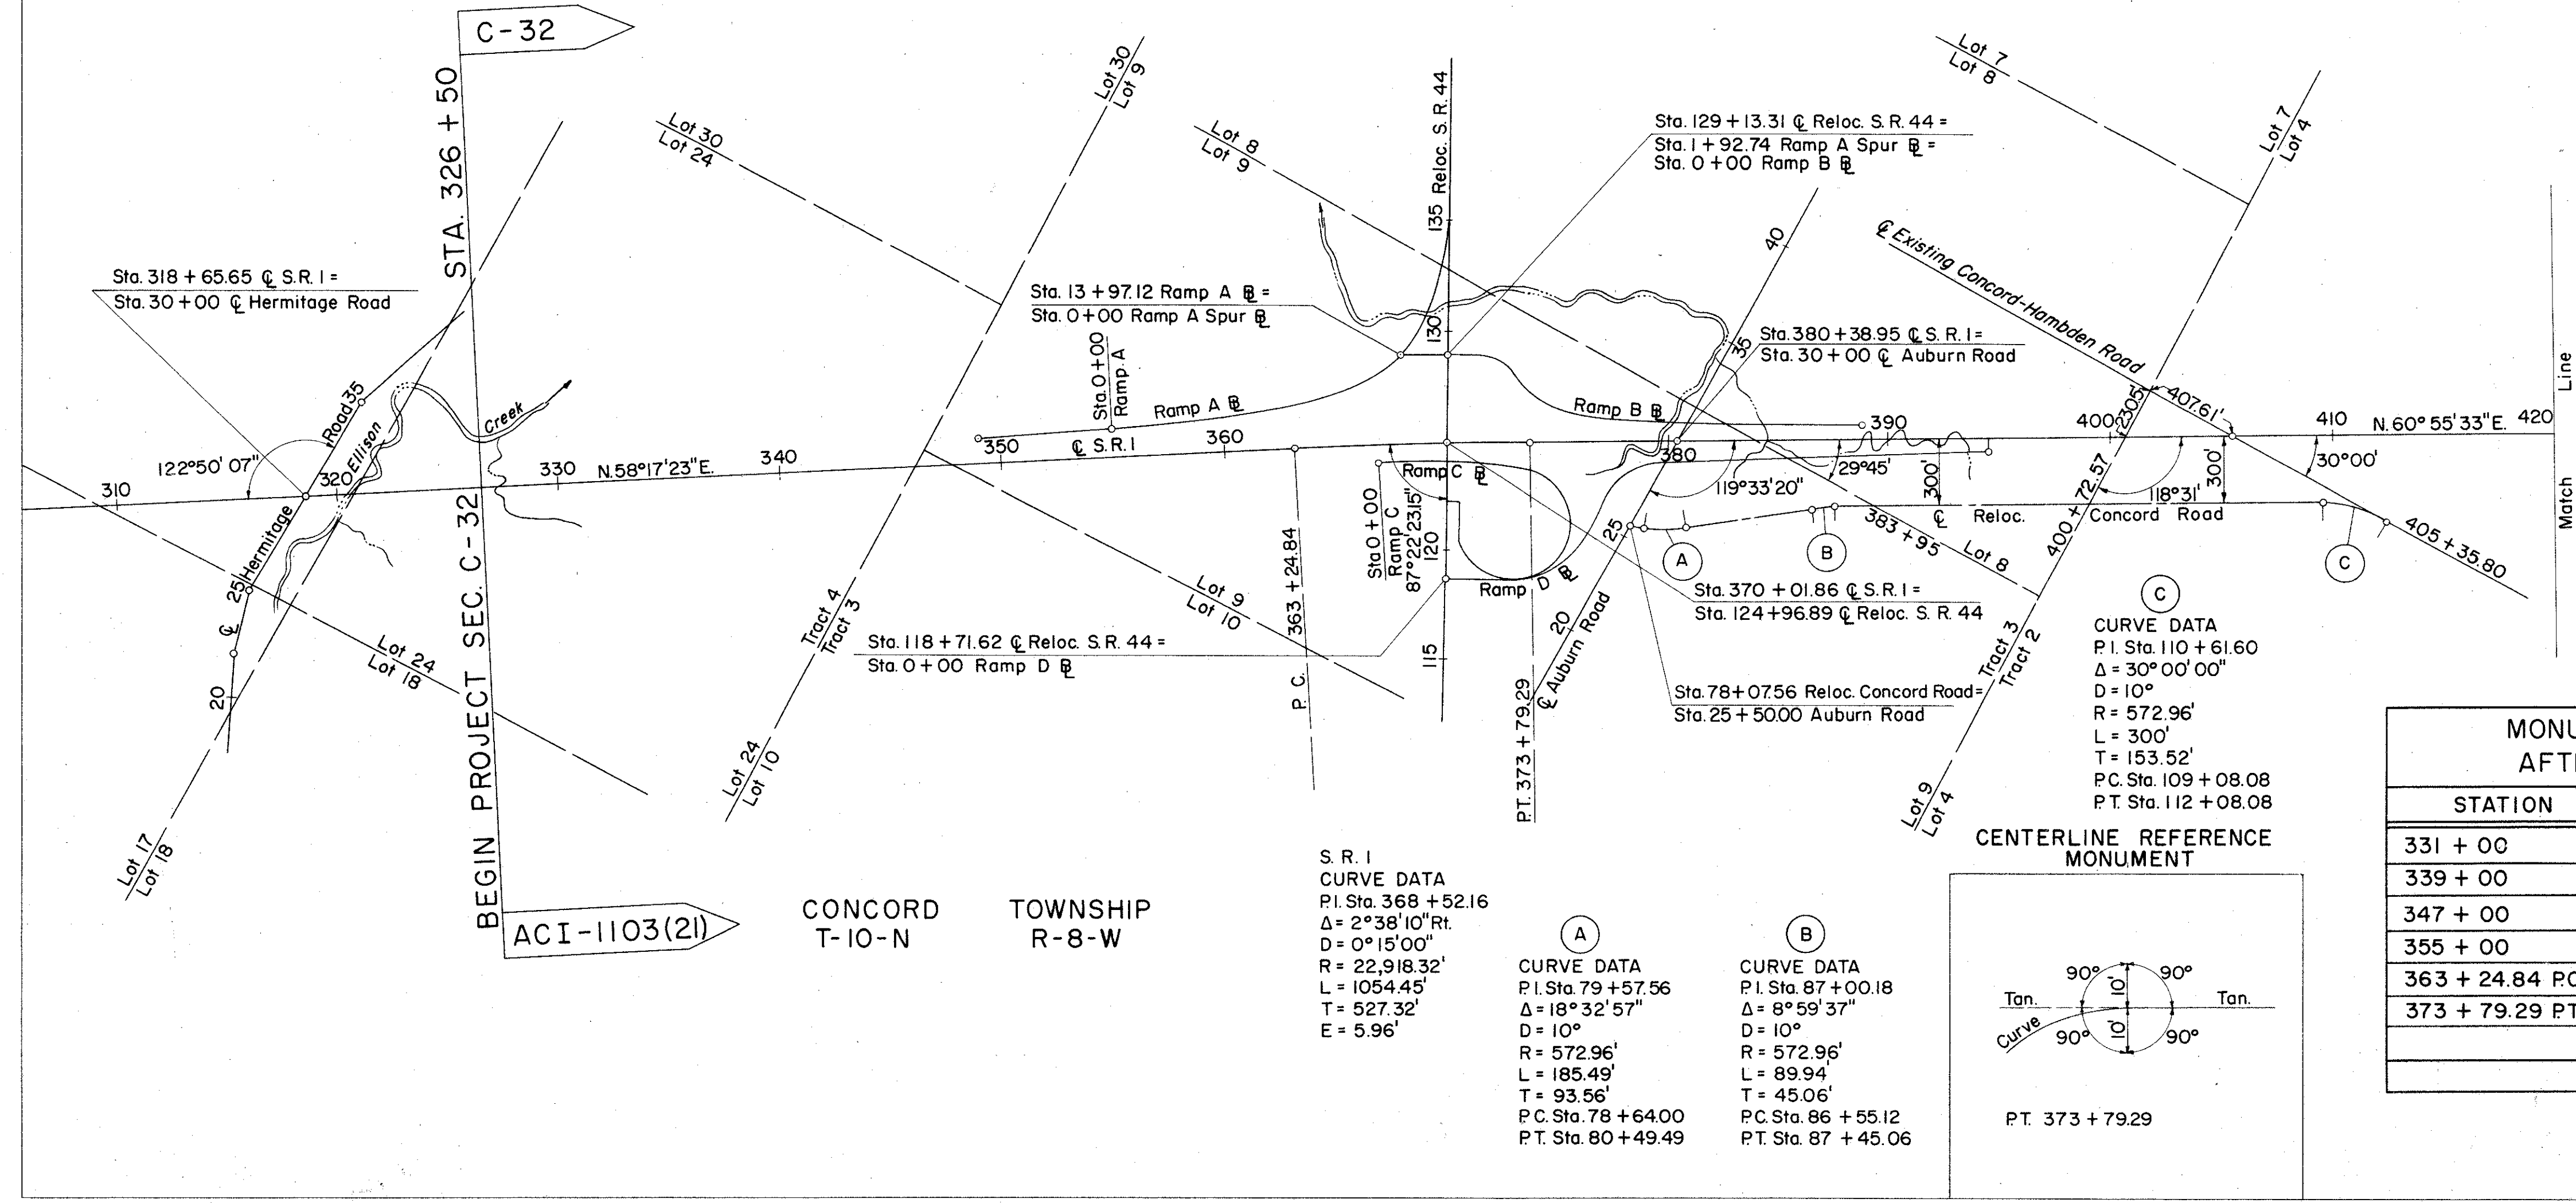 C-32
STA. 326 + 50
BEGIN PROJECT SEC. C-32
ACI-1103(21)
Sta. 318 + 65.65 ℄ S.R. 1 =
Sta. 30 + 00 ℄ Hermitage Road
122°50' 07"
310
320
330
N. 58°17'23"E.
340
350
℄ S.R. 1
360
20
25
℄ Hermitage
Road
35
Ellison
Creek
Lot 24
Lot 18
Lot 17
Lot 18
Lot 30
Lot 24
Lot 30
Lot 9
Tract 4
Tract 3
Lot 24
Lot 10
Lot 9
Lot 10
Lot 8
Lot 9
Sta. 13 + 97.12 Ramp A BL =
Sta. 0 + 00 Ramp A Spur BL
Sta. 0 + 00
Ramp. A
Ramp A BL
Sta. 118 + 71.62 ℄ Reloc. S. R. 44 =
Sta. 0 + 00 Ramp D BL
P. C. 363 + 24.84
135 Reloc. S. R. 44
130
120
115
Ramp C BL
Sta 0 + 00
Ramp C
87°22'23.15"
Ramp D BL
P.T. 373 + 79.29
Sta. 129 + 13.31 ℄ Reloc. S. R. 44 =
Sta. 1 + 92.74 Ramp A Spur BL =
Sta. 0 + 00 Ramp B BL
Ramp B BL
Sta. 380 + 38.95 ℄ S. R. 1 =
Sta. 30 + 00 ℄ Auburn Road
40
35
25
20
℄ Auburn Road
380
390
119°33'20"
29°45'
300'
A
B
383 + 95
Lot 8
Sta. 370 + 01.86 ℄ S.R. 1 =
Sta. 124 + 96.89 ℄ Reloc. S. R. 44
Sta. 78 + 07.56 Reloc. Concord Road =
Sta. 25 + 50.00 Auburn Road
Lot 7
Lot 8
Lot 7
Lot 4
℄ Existing Concord-Hambden Road
230.5'
407.61'
400
410
N. 60° 55'33"E.
420
30°00'
300'
118°31'
400 + 72.57
℄ Reloc. Concord Road
C
405 + 35.80
Tract 3
Tract 2
Lot 9
Lot 4
Match Line
C
CURVE DATA
P.I. Sta. 110 + 61.60
Δ = 30° 00' 00"
D = 10°
R = 572.96'
L = 300'
T = 153.52'
P.C. Sta. 109 + 08.08
P.T. Sta. 112 + 08.08
CONCORD TOWNSHIP
T-10-N R-8-W
S. R. 1
CURVE DATA
P.I. Sta. 368 + 52.16
Δ = 2°38'10" Rt.
D = 0°15'00"
R = 22,918.32'
L = 1054.45'
T = 527.32'
E = 5.96'
A
CURVE DATA
P.I. Sta. 79 + 57.56
Δ = 18°32'57"
D = 10°
R = 572.96'
L = 185.49'
T = 93.56'
P.C. Sta. 78 + 64.00
P.T. Sta. 80 + 49.49
B
CURVE DATA
P.I. Sta. 87 + 00.18
Δ = 8°59'37"
D = 10°
R = 572.96'
L = 89.94'
T = 45.06'
P.C. Sta. 86 + 55.12
P.T. Sta. 87 + 45.06
CENTERLINE REFERENCE
MONUMENT
90° 90°
10'
Tan. Tan.
Curve
90° 90°
10'
P.T. 373 + 79.29
MONU
AFT
STATION
331 + 00
339 + 00
347 + 00
355 + 00
363 + 24.84 P.C
373 + 79.29 P.T